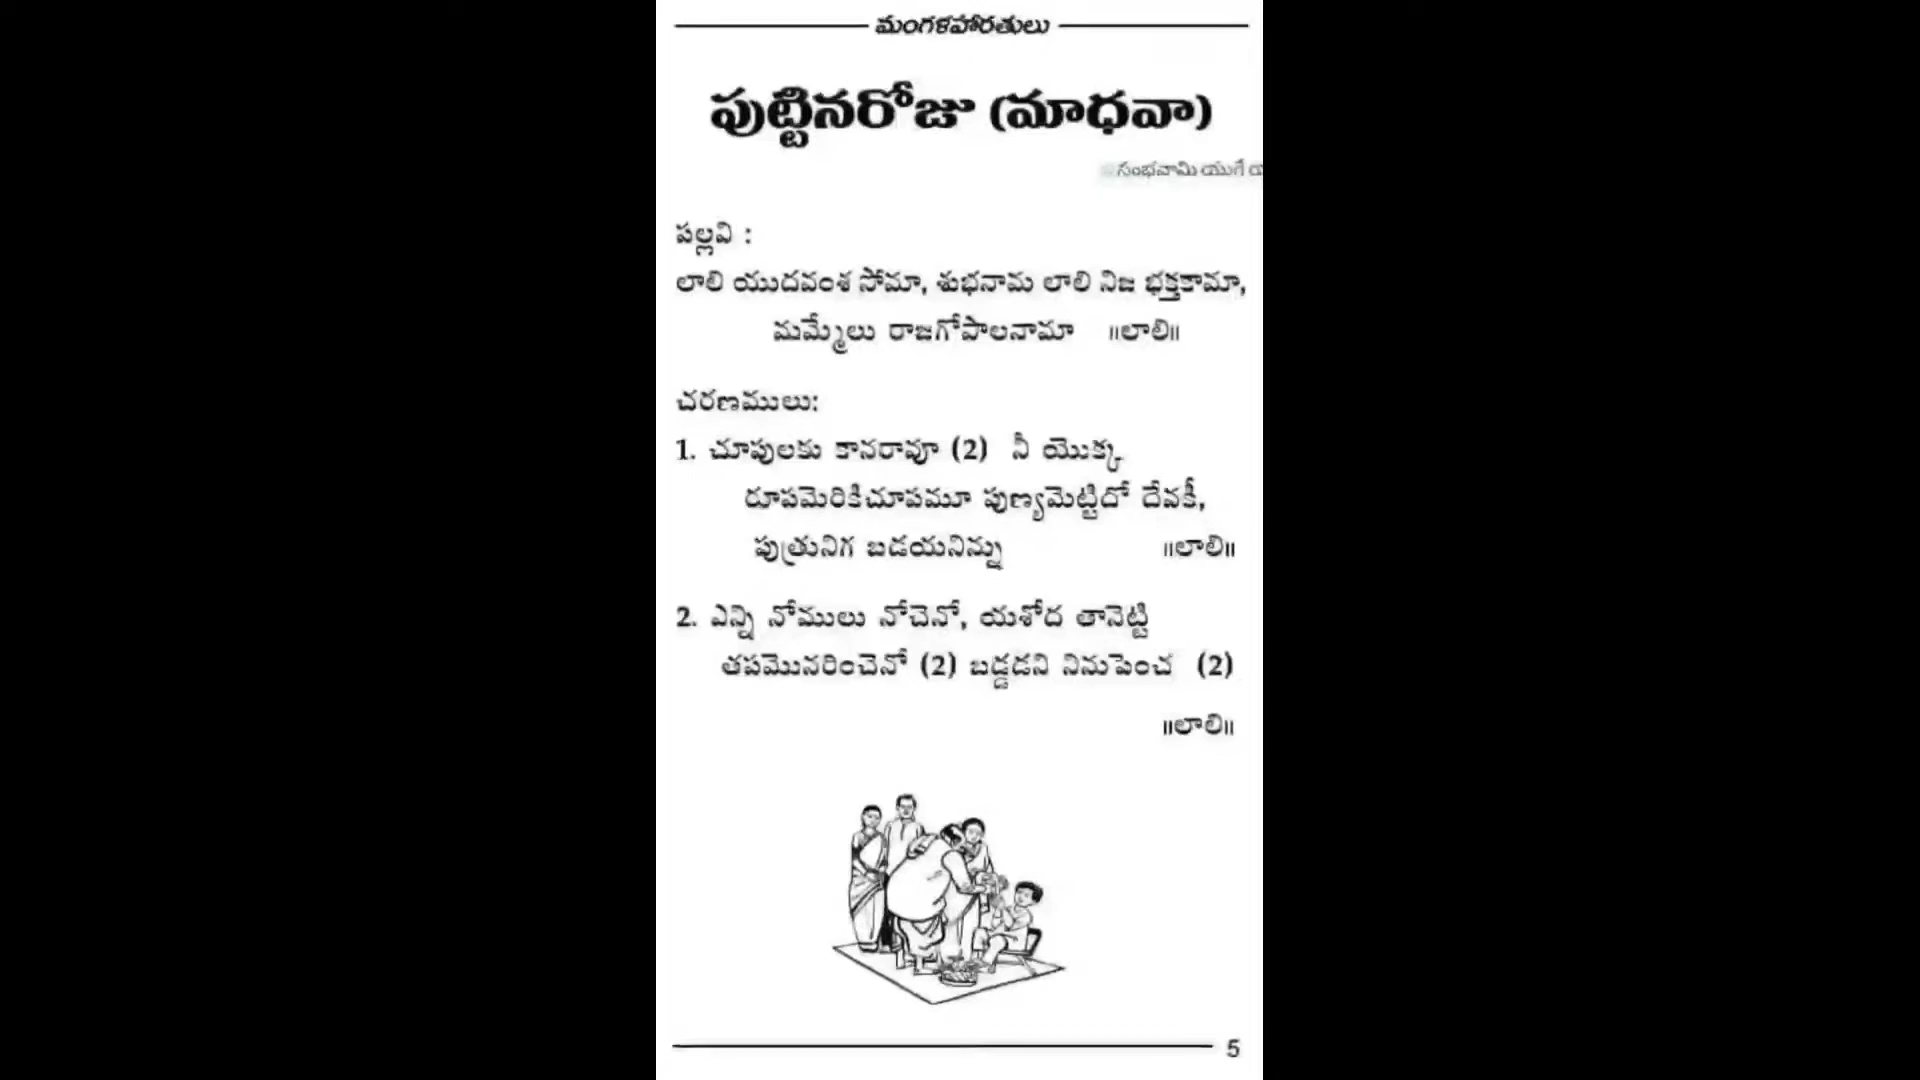 మంగళహారతులు
పుట్టినరోజు (మాధవా)
సంభవామి యుగే
పల్లవి :
లాలి యుదవంశ సోమా, శుభనామ లాలి నిజ భక్తకామా,
మమ్మేలు రాజగోపాలనామా ॥లాలి॥
చరణములు:
1. చూపులకు కానరావూ (2) నీ యొక్క
రూపమెరికిచూపమూ పుణ్యమెట్టిదో దేవకీ,
పుత్రునిగ బడయనిన్ను ॥లాలి॥
2. ఎన్ని నోములు నోచెనో, యశోద తానెట్టి
తపమొనరించెనో (2) బడ్డడని నినుపెంచ (2)
॥లాలి॥
5